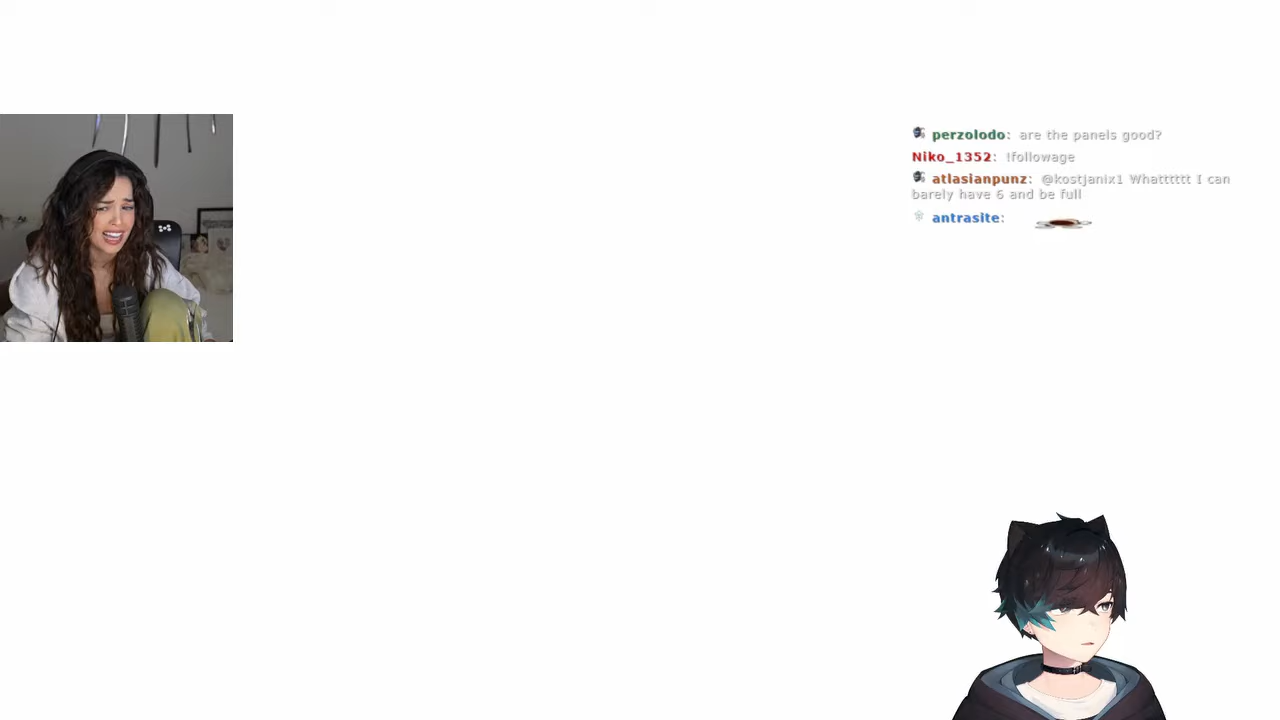 perzolodo: are the panels good?
Niko_1352: !followage
atlasianpunz: @kostjanix1 Whatttttt I can
barely have 6 and be full
antrasite: